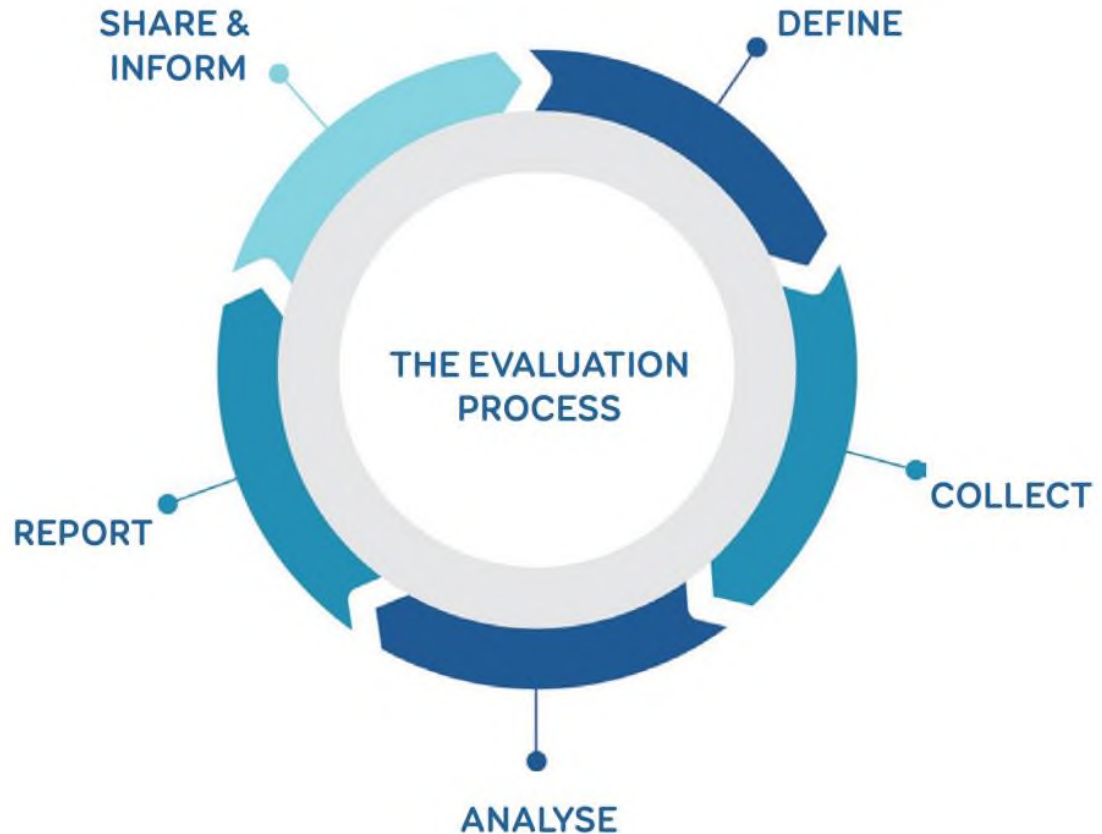 SHARE &
INFORM
DEFINE
THE EVALUATION
PROCESS
COLLECT
REPORT
ANALYSE